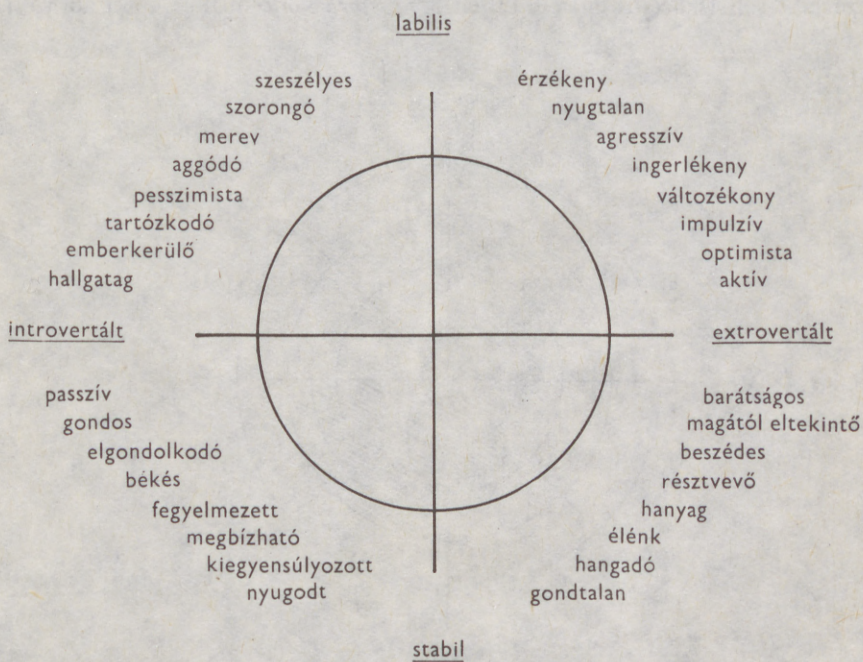 labilis
szeszélyes
szorongó
merev
aggódó
pesszimista
tartózkodó
emberkerülő
hallgatag
érzékeny
nyugtalan
agresszív
ingerlékeny
változékony
impulzív
optimista
aktív
introvertált
extrovertált
passzív
gondos
elgondolkodó
békés
fegyelmezett
megbízható
kiegyensúlyozott
nyugodt
barátságos
magától eltekintő
beszédes
résztvevő
hanyag
élénk
hangadó
gondtalan
stabil